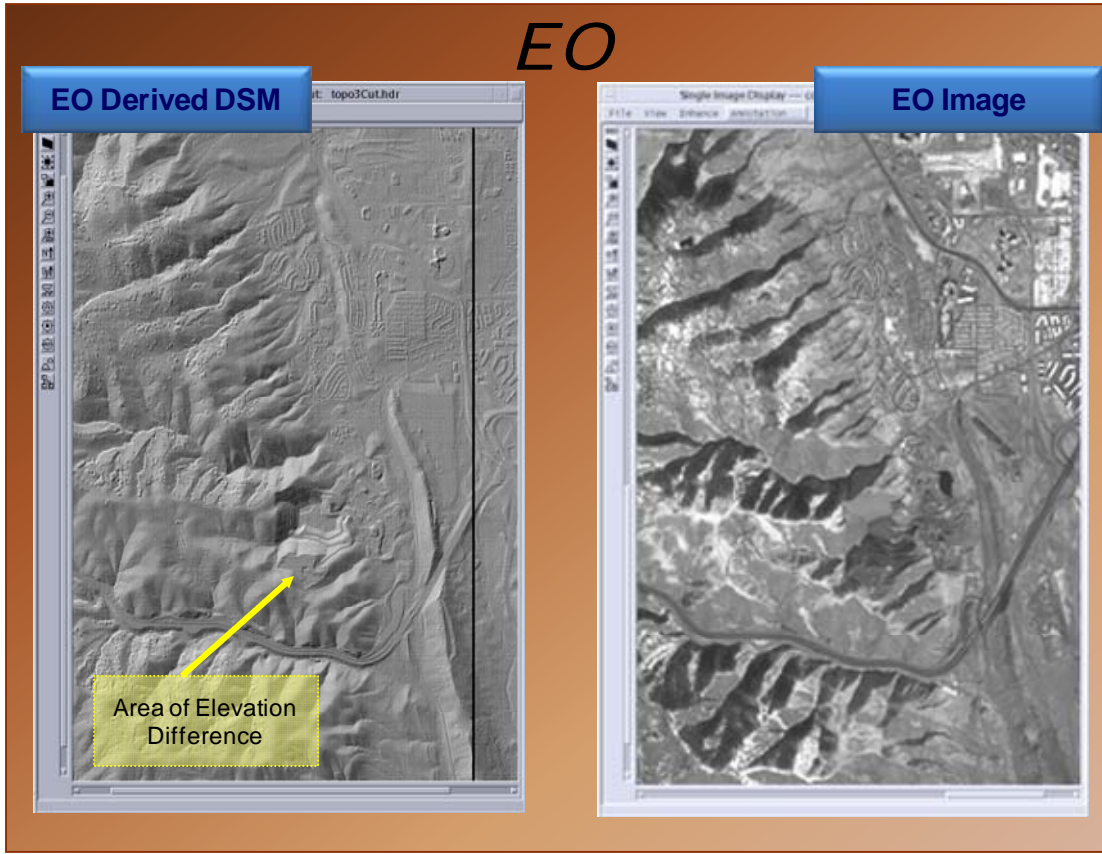 EO
EO Derived DSM
ut: topo3Cut.hdr
EO Image
Single Image Display --- c
File View Enhance Annotation
Area of Elevation
Difference